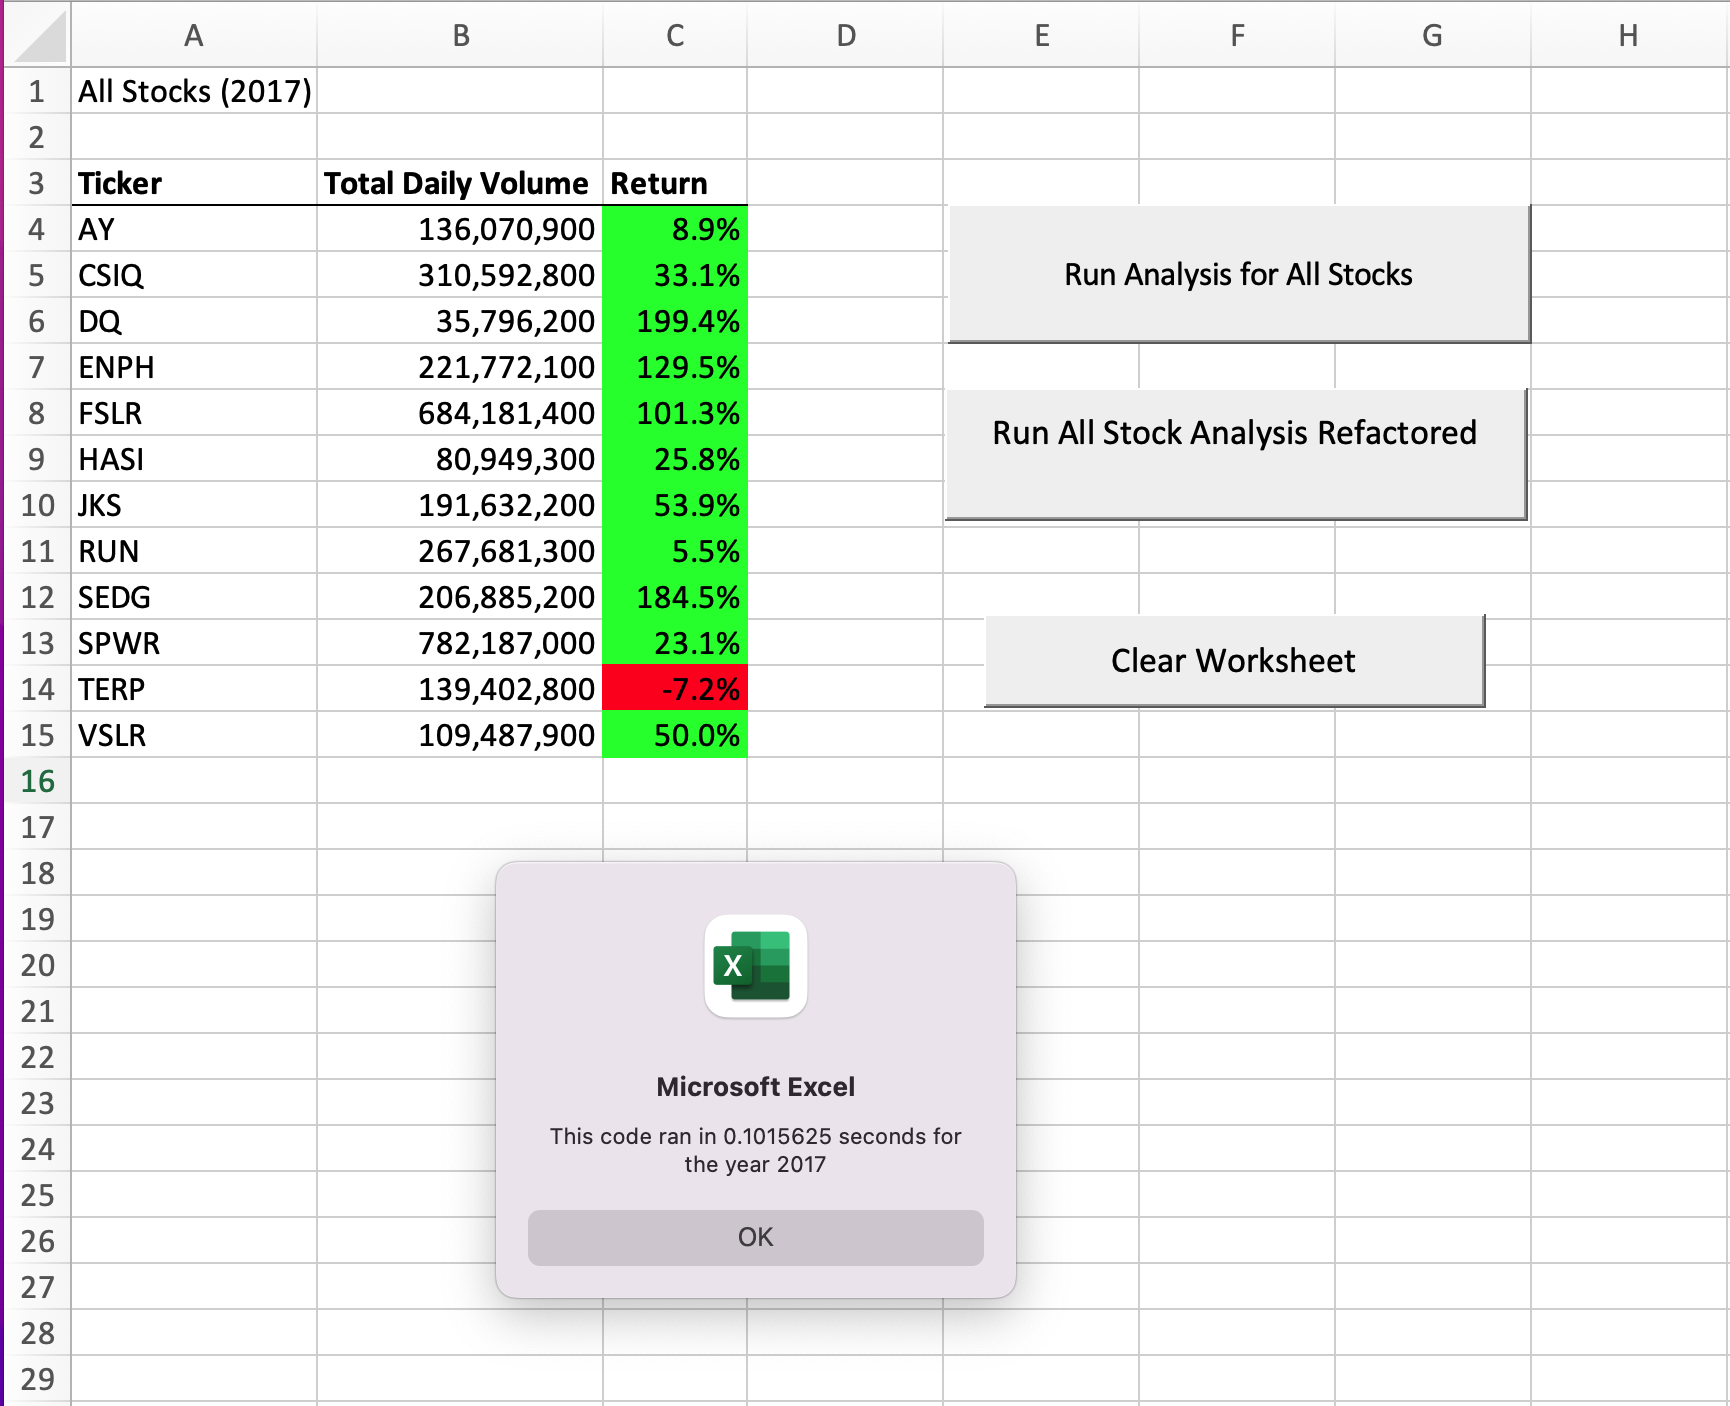 A B C D E F G H
1 All Stocks (2017)
2
3 Ticker Total Daily Volume Return
4 AY 136,070,900 8.9%
5 CSIQ 310,592,800 33.1%
6 DQ 35,796,200 199.4%
7 ENPH 221,772,100 129.5%
8 FSLR 684,181,400 101.3%
9 HASI 80,949,300 25.8%
10 JKS 191,632,200 53.9%
11 RUN 267,681,300 5.5%
12 SEDG 206,885,200 184.5%
13 SPWR 782,187,000 23.1%
14 TERP 139,402,800 -7.2%
15 VSLR 109,487,900 50.0%
16
17
18
19
20
21
22
23
24
25
26
27
28
29
Run Analysis for All Stocks
Run All Stock Analysis Refactored
Clear Worksheet
X
Microsoft Excel
This code ran in 0.1015625 seconds for
the year 2017
OK